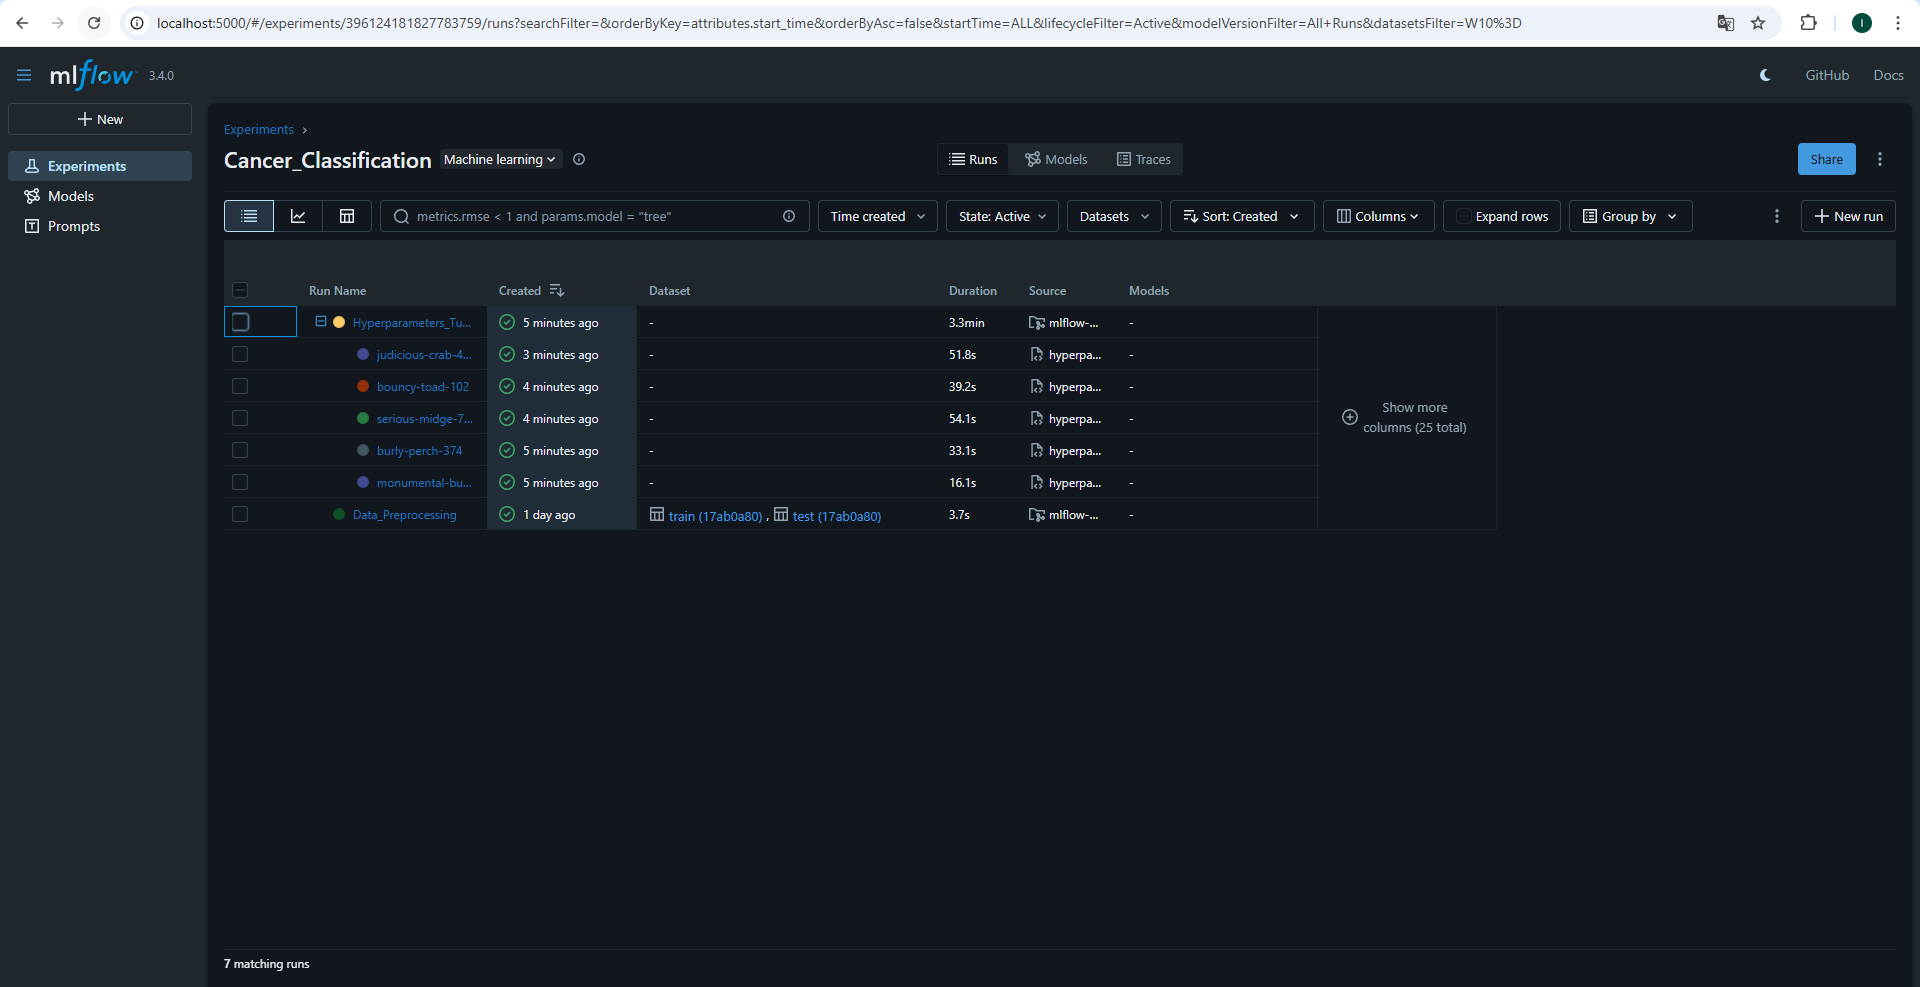 localhost:5000/#/experiments/396124181827783759/runs?searchFilter=&orderByKey=attributes.start_time&orderByAsc=false&startTime=ALL&lifecycleFilter=Active&modelVersionFilter=All+Runs&datasetsFilter=W10%3D
I
mlflow 3.4.0
GitHub Docs
New
Experiments
Models
Prompts
Experiments
Cancer_Classification Machine learning
Runs Models Traces
Share
metrics.rmse < 1 and params.model = "tree" Time created State: Active Datasets Sort: Created Columns Expand rows Group by New run
Run Name Created Dataset Duration Source Models
Hyperparameters_Tu... 5 minutes ago - 3.3min mlflow-... -
judicious-crab-4... 3 minutes ago - 51.8s hyperpa... -
bouncy-toad-102 4 minutes ago - 39.2s hyperpa... -
serious-midge-7... 4 minutes ago - 54.1s hyperpa... -
burly-perch-374 5 minutes ago - 33.1s hyperpa... -
monumental-bu... 5 minutes ago - 16.1s hyperpa... -
Data_Preprocessing 1 day ago train (17ab0a80) , test (17ab0a80) 3.7s mlflow-... -
Show more
columns (25 total)
7 matching runs